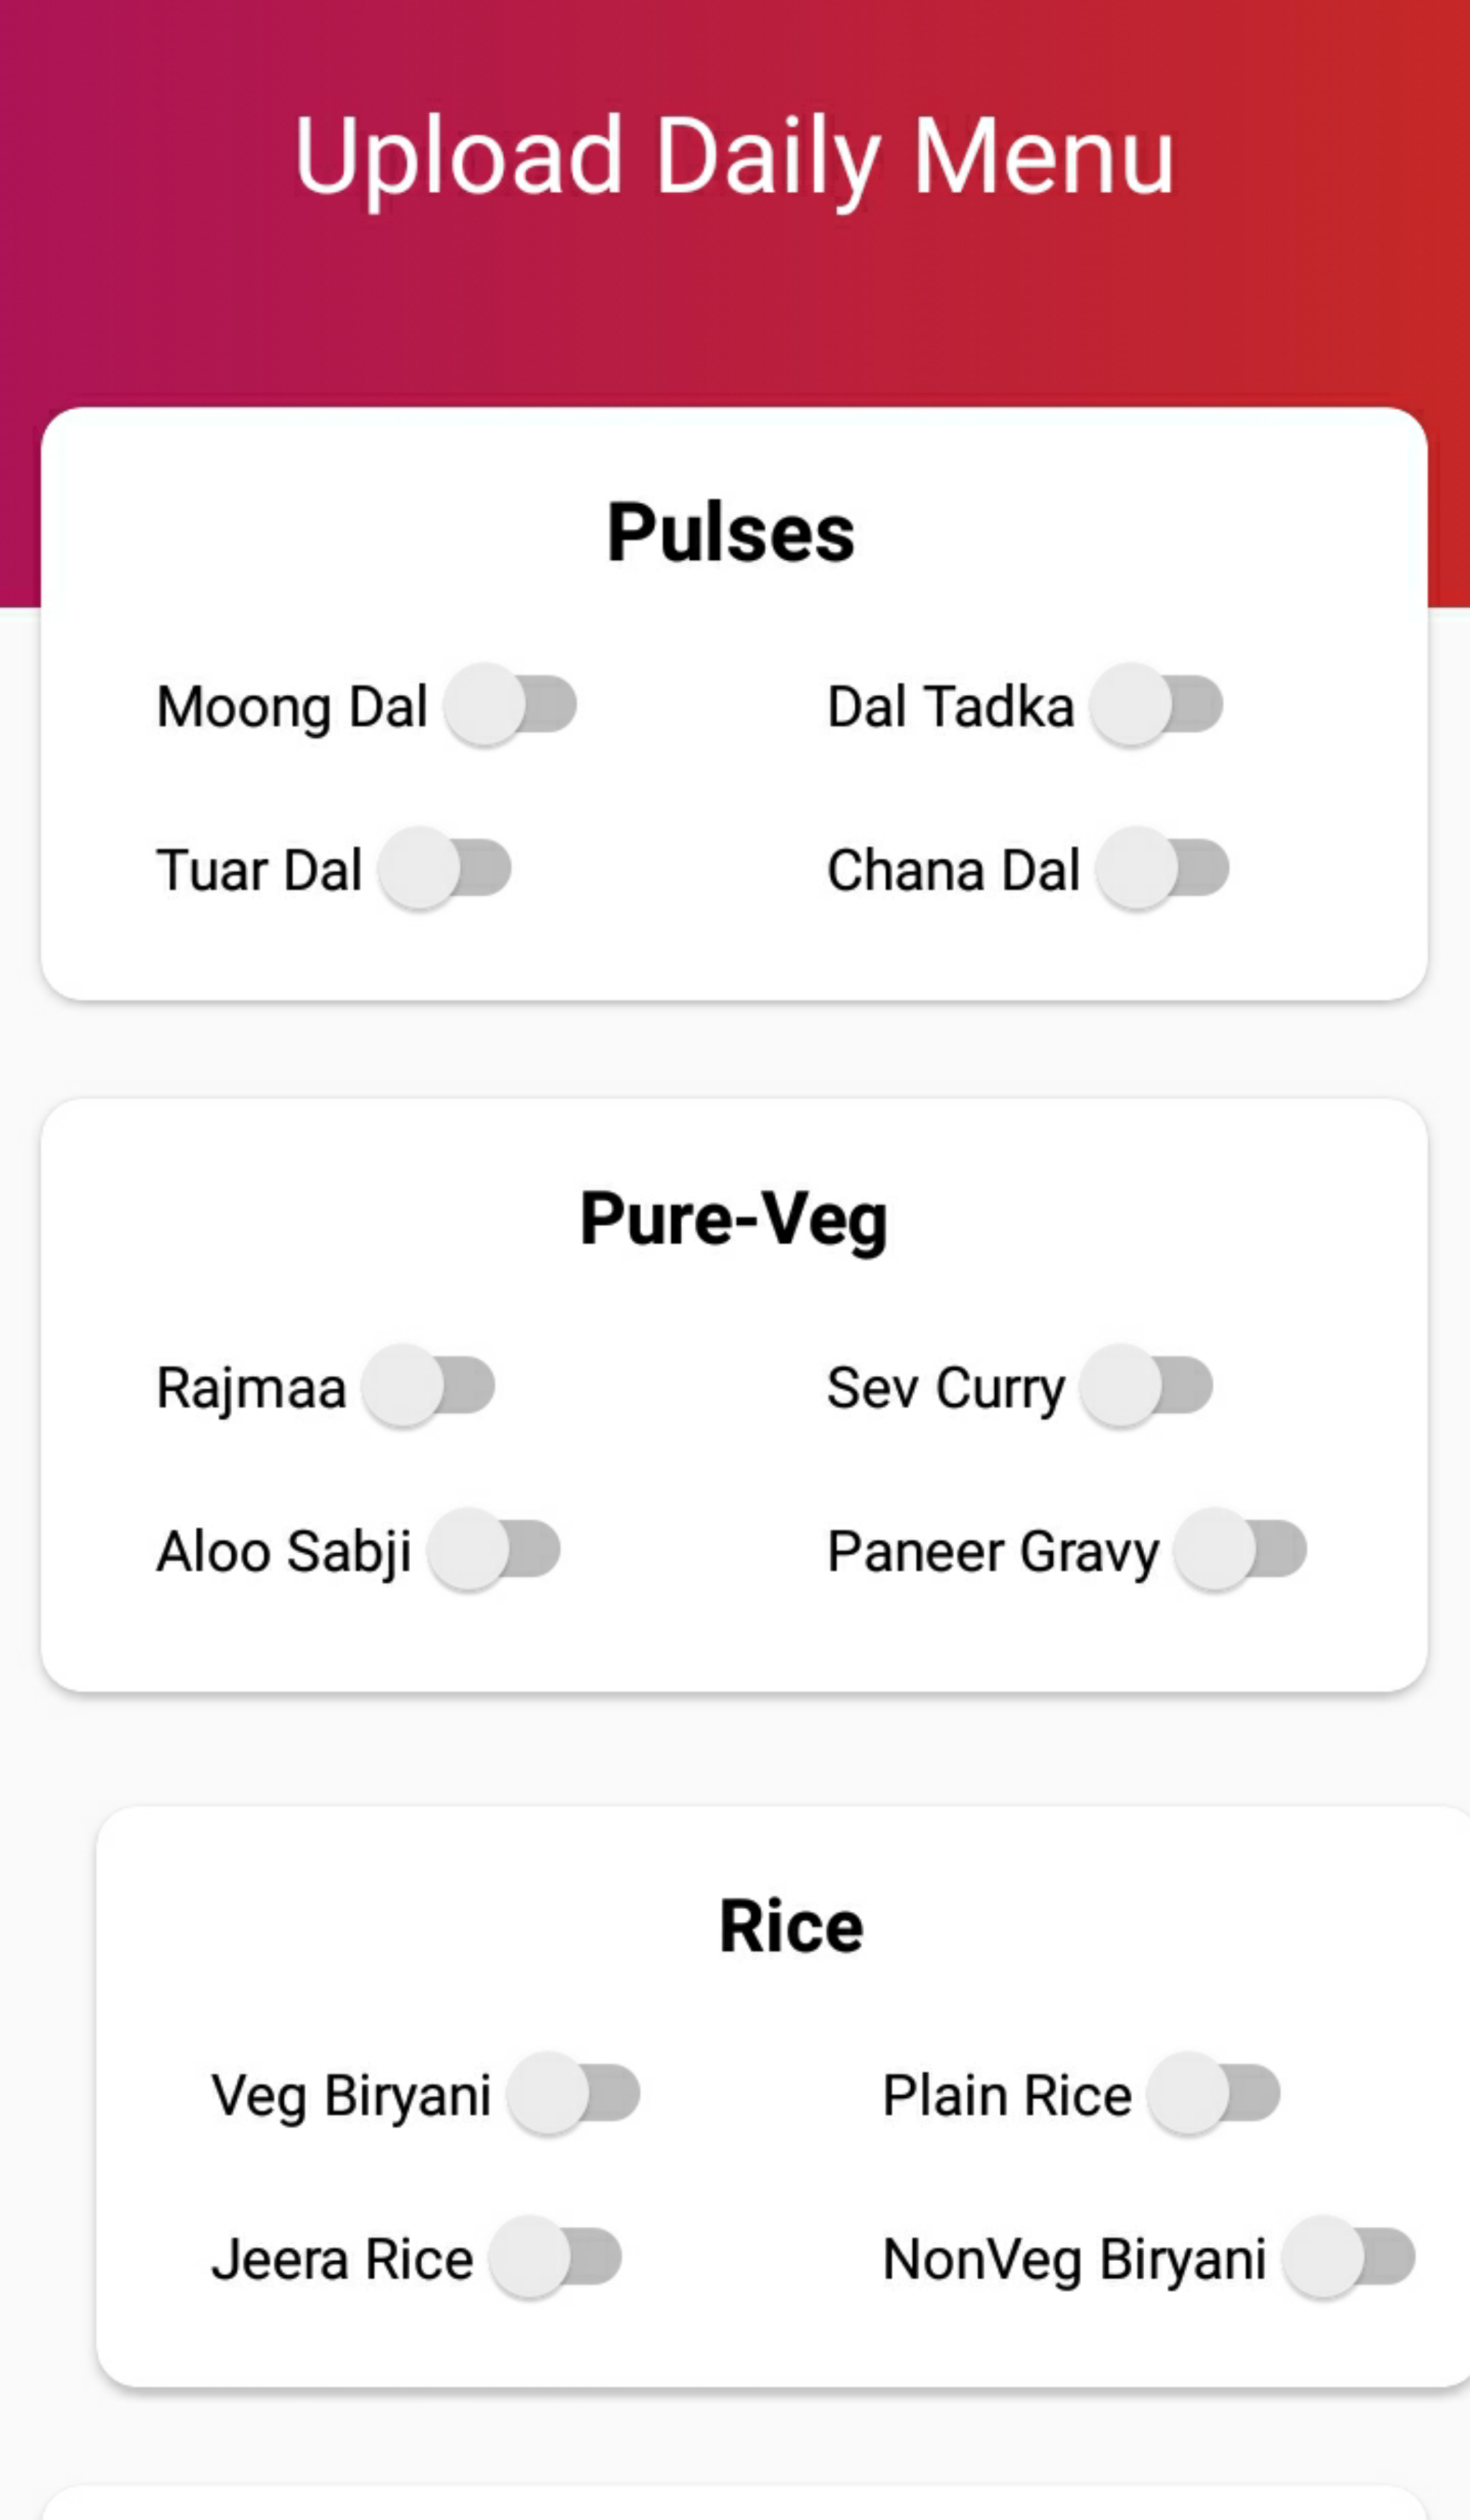 Upload Daily Menu
Pulses
Moong Dal Dal Tadka
Tuar Dal Chana Dal
Pure-Veg
Rajmaa Sev Curry
Aloo Sabji Paneer Gravy
Rice
Veg Biryani Plain Rice
Jeera Rice NonVeg Biryani